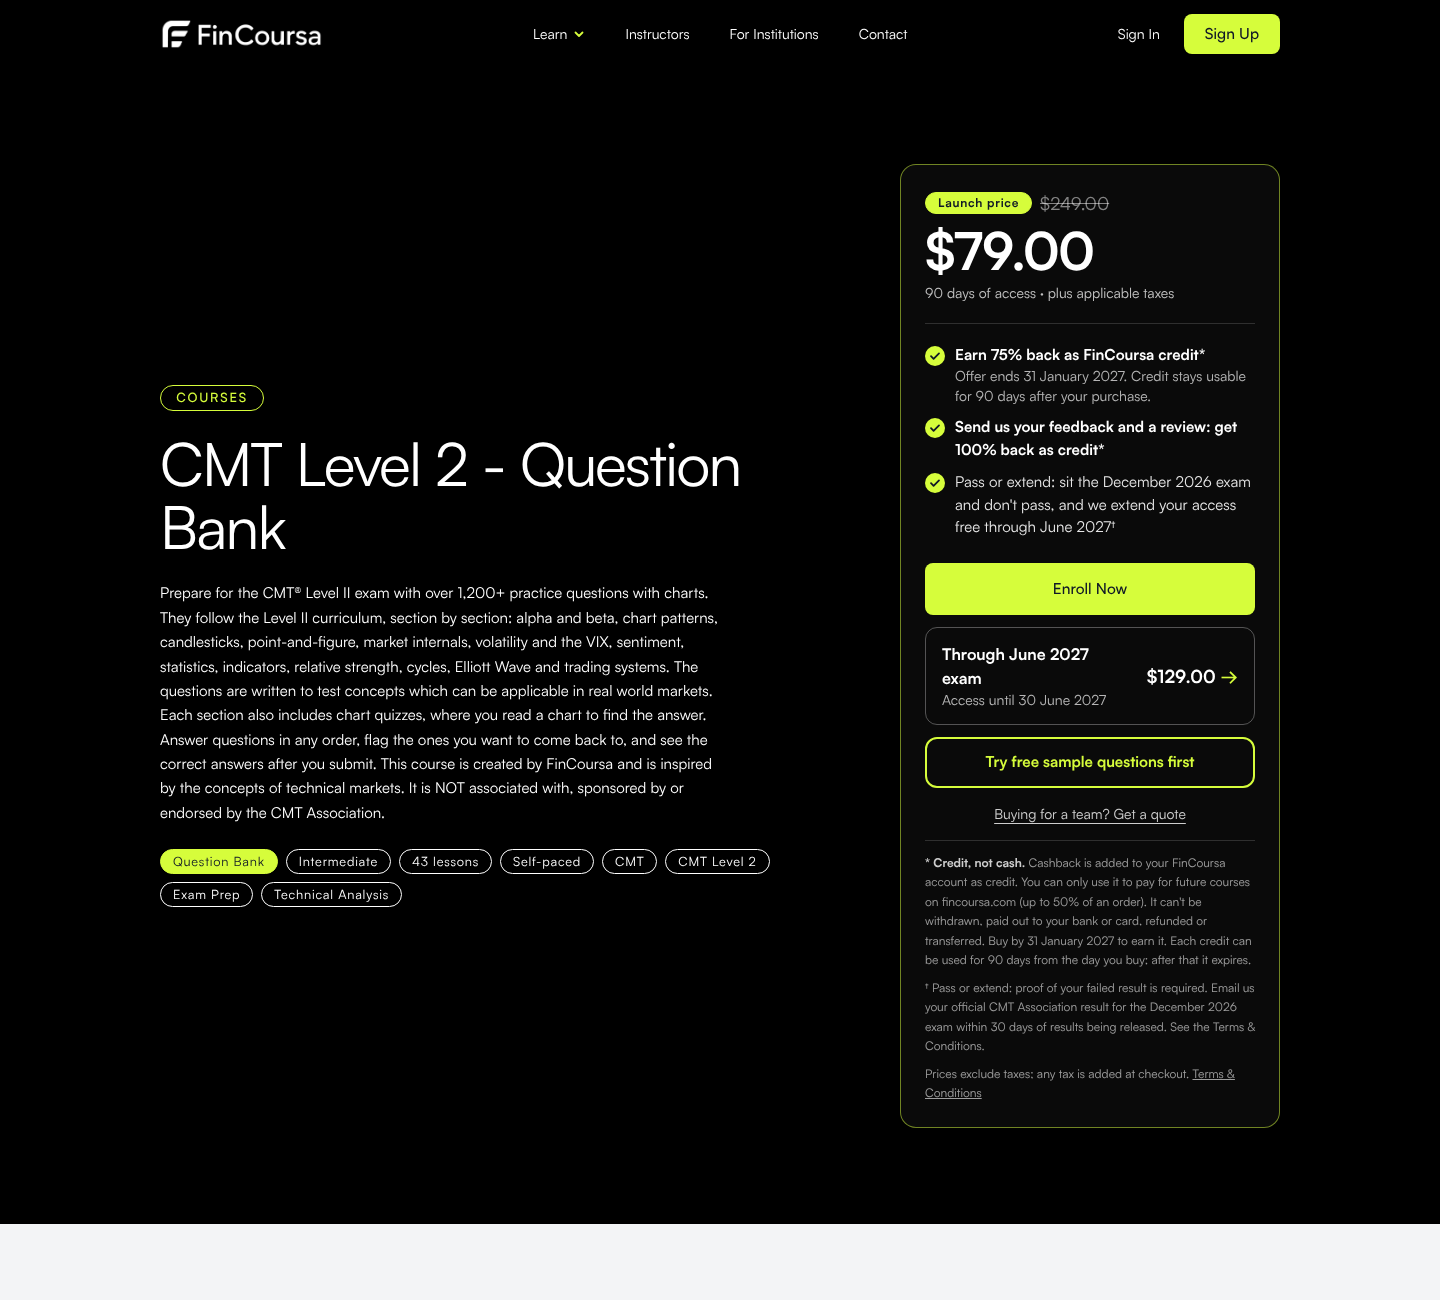 FinCoursa
Learn
Instructors
For Institutions
Contact
Sign In
Sign Up
COURSES
CMT Level 2 - Question
Bank
Prepare for the CMT® Level II exam with over 1,200+ practice questions with charts.
They follow the Level II curriculum, section by section: alpha and beta, chart patterns,
candlesticks, point-and-figure, market internals, volatility and the VIX, sentiment,
statistics, indicators, relative strength, cycles, Elliott Wave and trading systems. The
questions are written to test concepts which can be applicable in real world markets.
Each section also includes chart quizzes, where you read a chart to find the answer.
Answer questions in any order, flag the ones you want to come back to, and see the
correct answers after you submit. This course is created by FinCoursa and is inspired
by the concepts of technical markets. It is NOT associated with, sponsored by or
endorsed by the CMT Association.
Question Bank
Intermediate
43 lessons
Self-paced
CMT
CMT Level 2
Exam Prep
Technical Analysis
Launch price $249.00
$79.00
90 days of access • plus applicable taxes
Earn 75% back as FinCoursa credit*
Offer ends 31 January 2027. Credit stays usable
for 90 days after your purchase.
Send us your feedback and a review: get
100% back as credit*
Pass or extend: sit the December 2026 exam
and don't pass, and we extend your access
free through June 2027†
Enroll Now
Through June 2027
exam
$129.00 →
Access until 30 June 2027
Try free sample questions first
Buying for a team? Get a quote
* Credit, not cash. Cashback is added to your FinCoursa
account as credit. You can only use it to pay for future courses
on fincoursa.com (up to 50% of an order). It can't be
withdrawn, paid out to your bank or card, refunded or
transferred. Buy by 31 January 2027 to earn it. Each credit can
be used for 90 days from the day you buy; after that it expires.
† Pass or extend: proof of your failed result is required. Email us
your official CMT Association result for the December 2026
exam within 30 days of results being released. See the Terms &
Conditions.
Prices exclude taxes; any tax is added at checkout. Terms &
Conditions